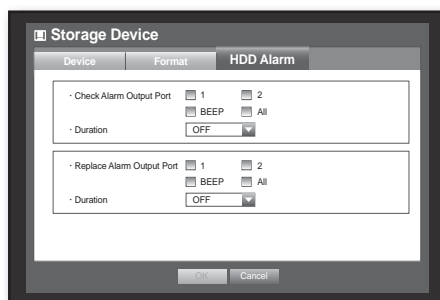 Storage Device
Device Format HDD Alarm
· Check Alarm Output Port 1 2
BEEP All
· Duration OFF
· Replace Alarm Output Port 1 2
BEEP All
· Duration OFF
OK Cancel